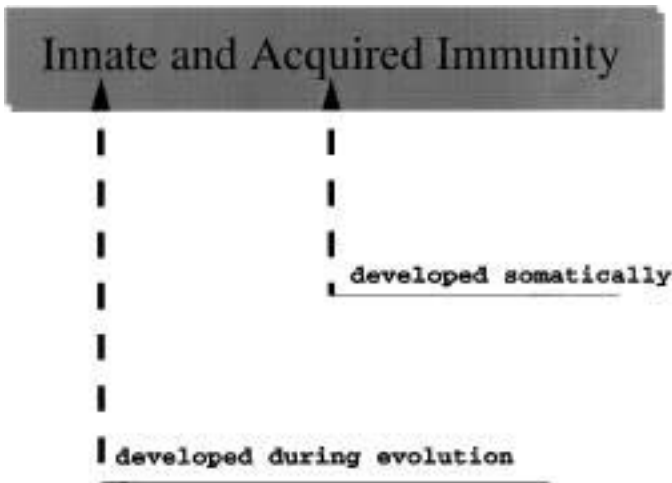 Innate and Acquired Immunity
developed somatically
developed during evolution